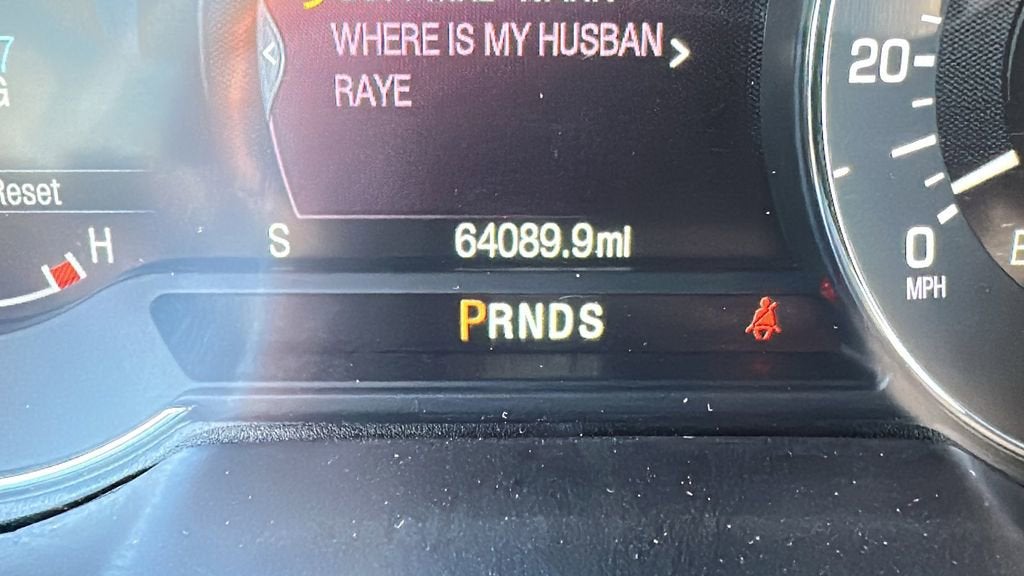 WHERE IS MY HUSBAN
RAYE
20
Reset
H
S
64089.9mi
0
MPH
PRNDS